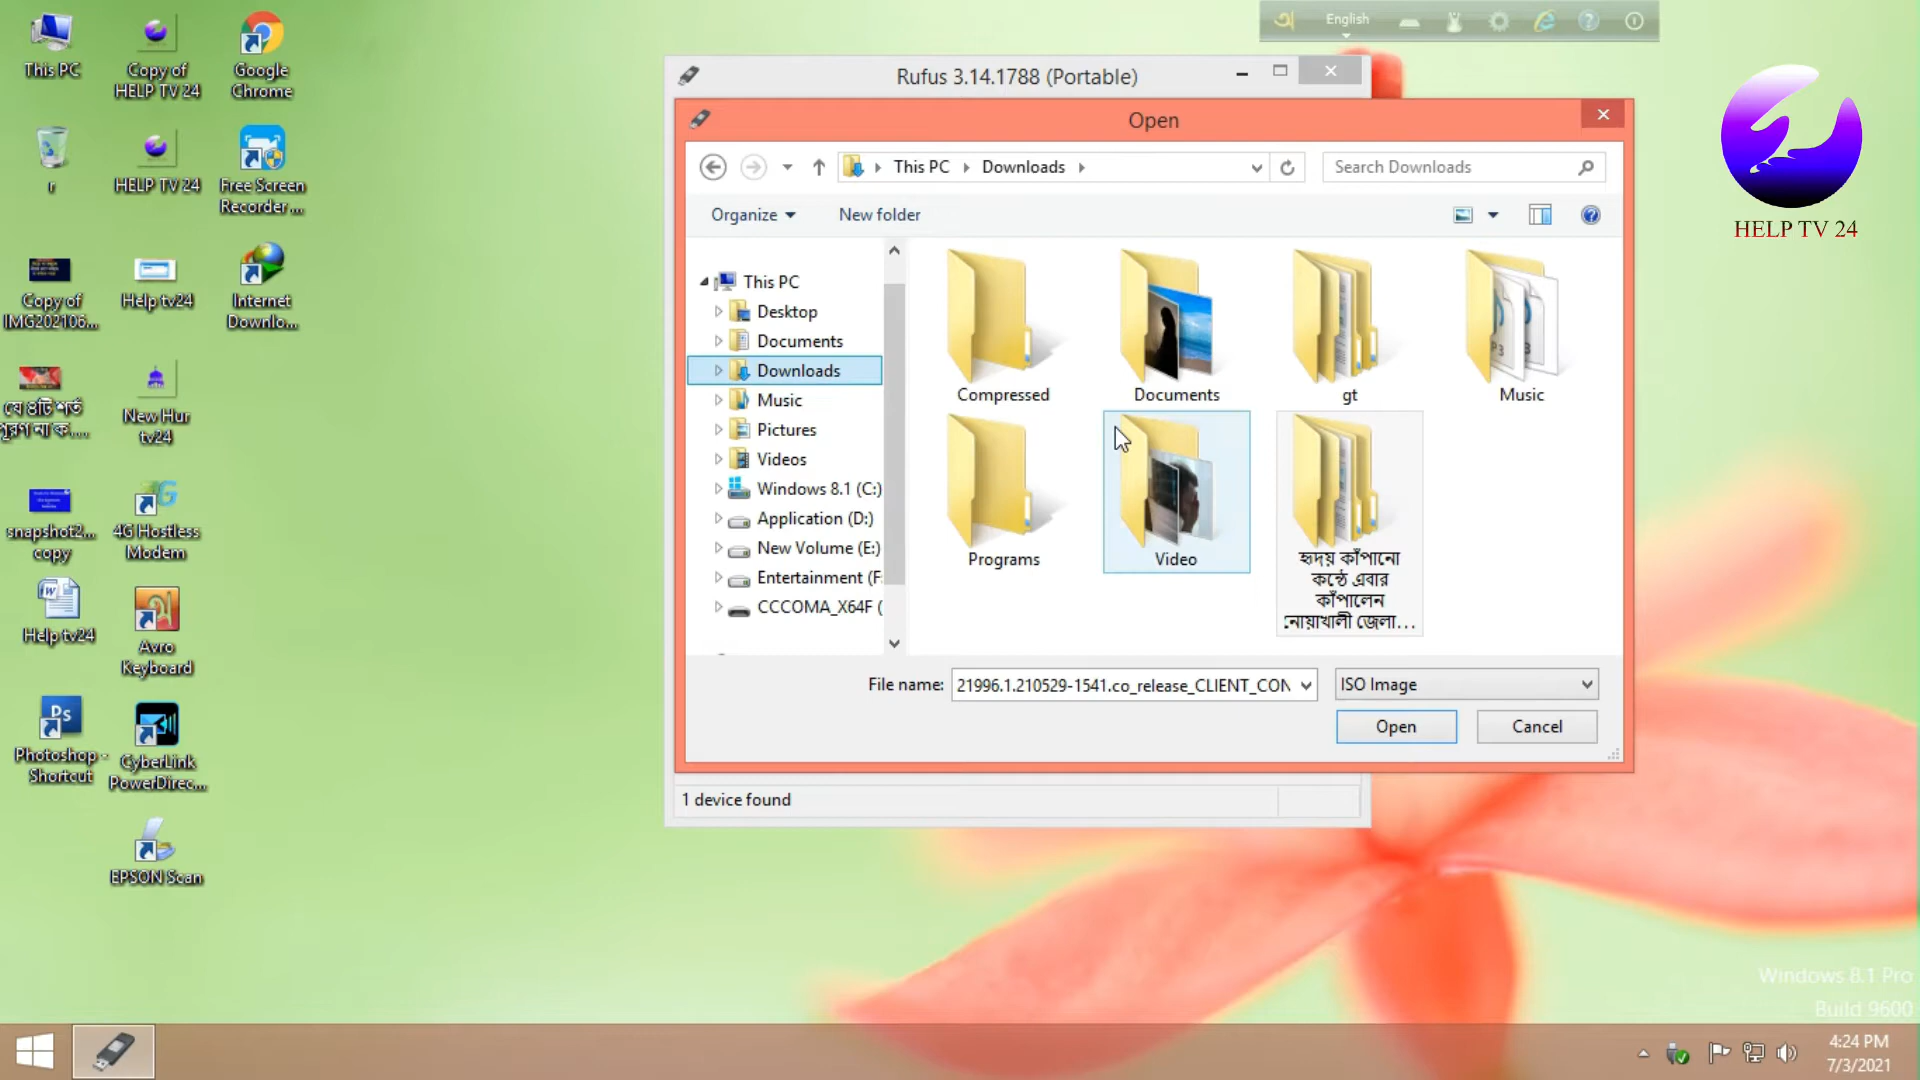 This PC
Copy of
HELP TV 24
Google
Chrome
r
HELP TV 24
Free Screen
Recorder ...
Copy of
IMG202106...
Help tv24
Internet
Downlo...
যে ৪টি শর্ত
পূরণ না ক.....
New Hur
tv24
snapshot2...
copy
4G Hostless
Modem
Help tv24
Avro
Keyboard
Photoshop -
Shortcut
CyberLink
PowerDirec...
EPSON Scan
English
Rufus 3.14.1788 (Portable)
Open
This PC
Downloads
Search Downloads
Organize
New folder
This PC
Desktop
Documents
Downloads
Music
Pictures
Videos
Windows 8.1 (C:)
Application (D:)
New Volume (E:)
Entertainment (F:
CCCOMA_X64F (
Compressed
Documents
gt
Music
Programs
Video
হৃদয় কাঁপানো
কন্ঠে এবার
কাঁপালেন
নোয়াখালী জেলা...
File name:
21996.1.210529-1541.co_release_CLIENT_CON
ISO Image
Open
Cancel
1 device found
HELP TV 24
Windows 8.1 Pro
Build 9600
4:24 PM
7/3/2021